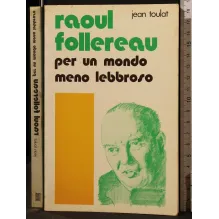 jean toulat
raoul
follereau
per un mondo
meno lebbroso